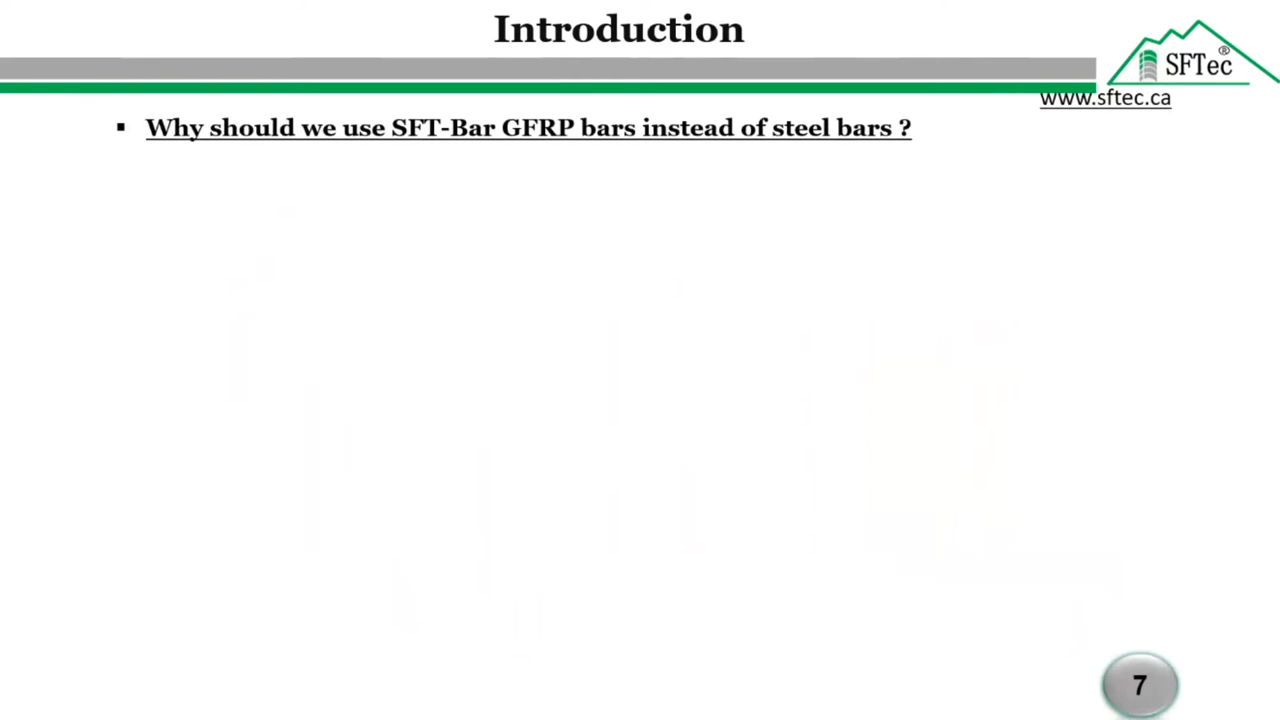 Introduction
SFTec®
www.sftec.ca
▪ Why should we use SFT-Bar GFRP bars instead of steel bars ?
7